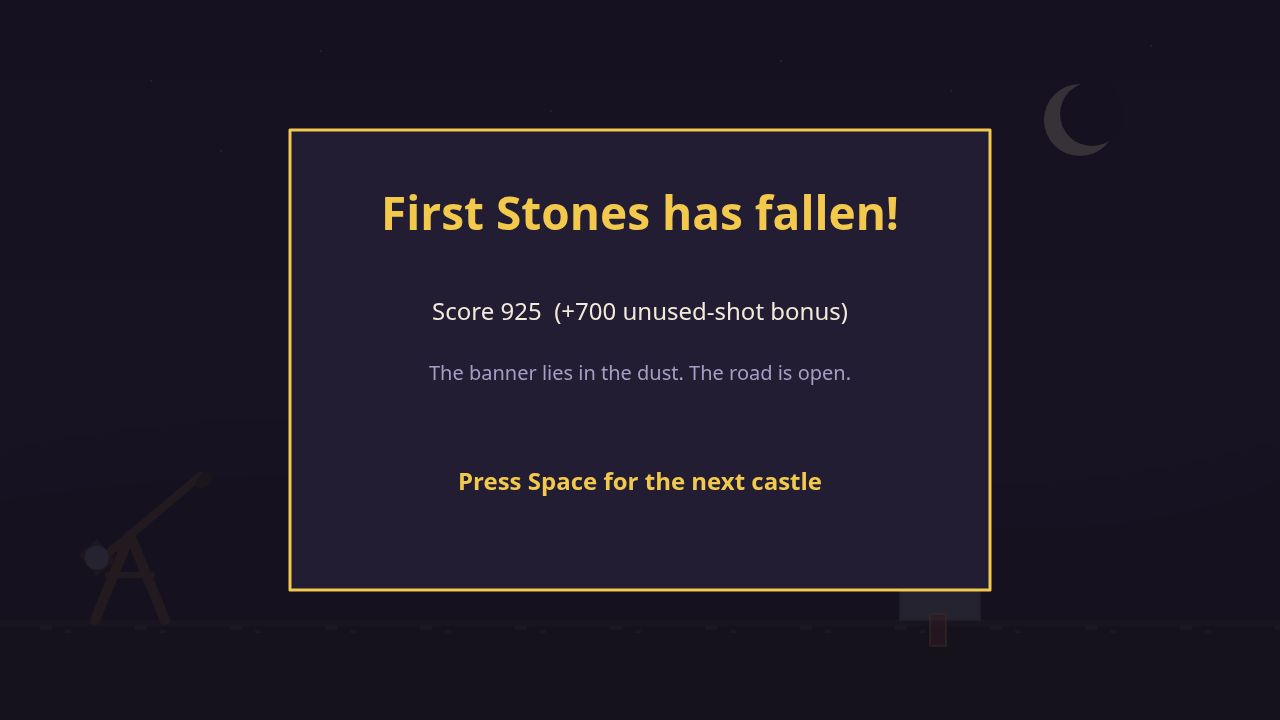 First Stones has fallen!
Score 925  (+700 unused-shot bonus)
The banner lies in the dust. The road is open.
Press Space for the next castle